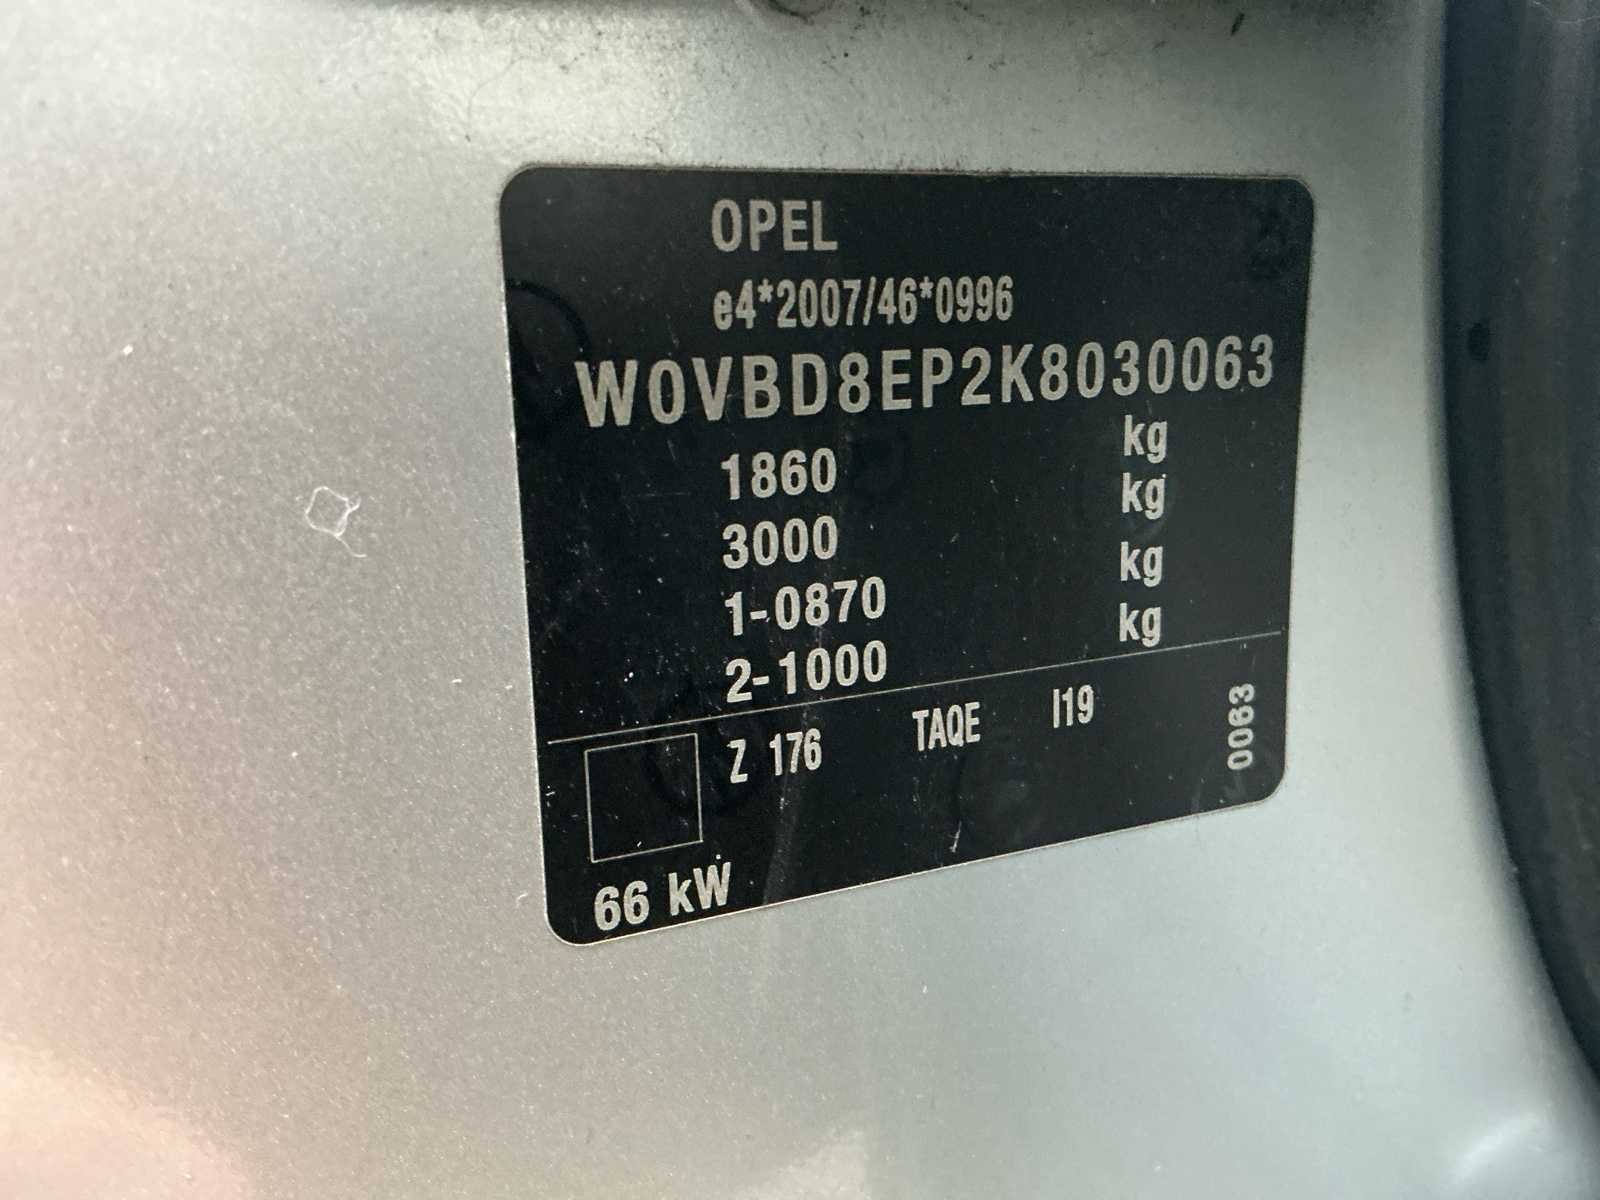 OPEL
e4*2007/46*0996
W0VBD8EP2K8030063
1860 kg
3000 kg
1-0870 kg
2-1000 kg
Z 176 TAQE I19 0063
66 kW